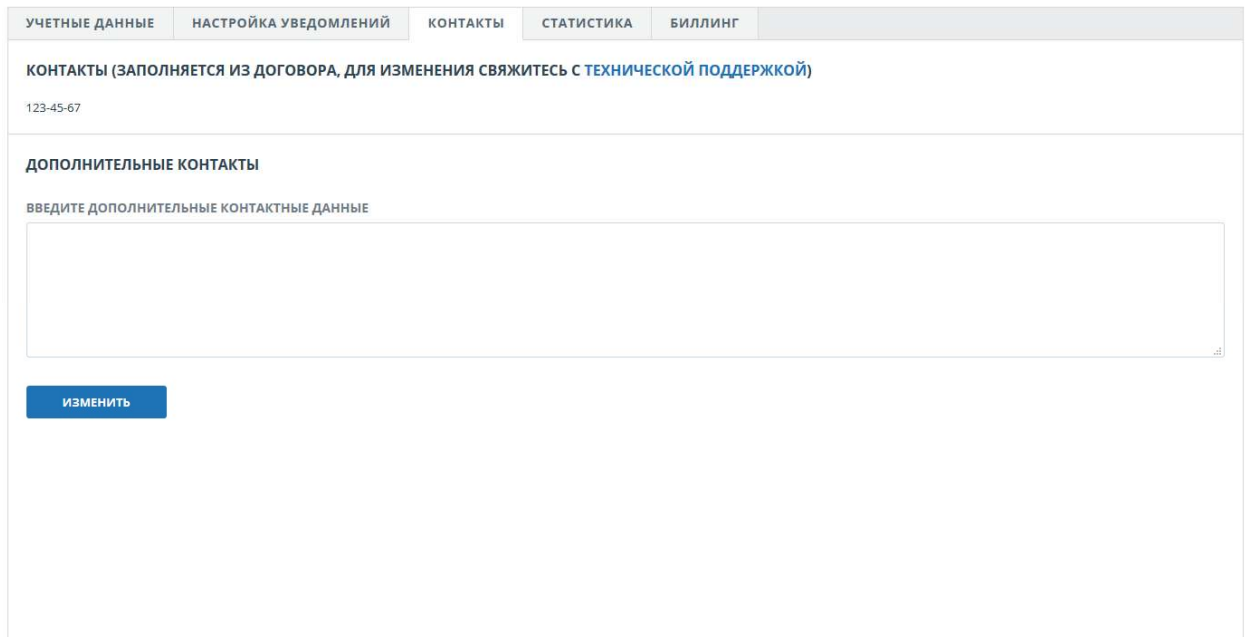 УЧЕТНЫЕ ДАННЫЕ НАСТРОЙКА УВЕДОМЛЕНИЙ КОНТАКТЫ СТАТИСТИКА БИЛЛИНГ
КОНТАКТЫ (ЗАПОЛНЯЕТСЯ ИЗ ДОГОВОРА, ДЛЯ ИЗМЕНЕНИЯ СВЯЖИТЕСЬ С ТЕХНИЧЕСКОЙ ПОДДЕРЖКОЙ)
123-45-67
ДОПОЛНИТЕЛЬНЫЕ КОНТАКТЫ
ВВЕДИТЕ ДОПОЛНИТЕЛЬНЫЕ КОНТАКТНЫЕ ДАННЫЕ
ИЗМЕНИТЬ